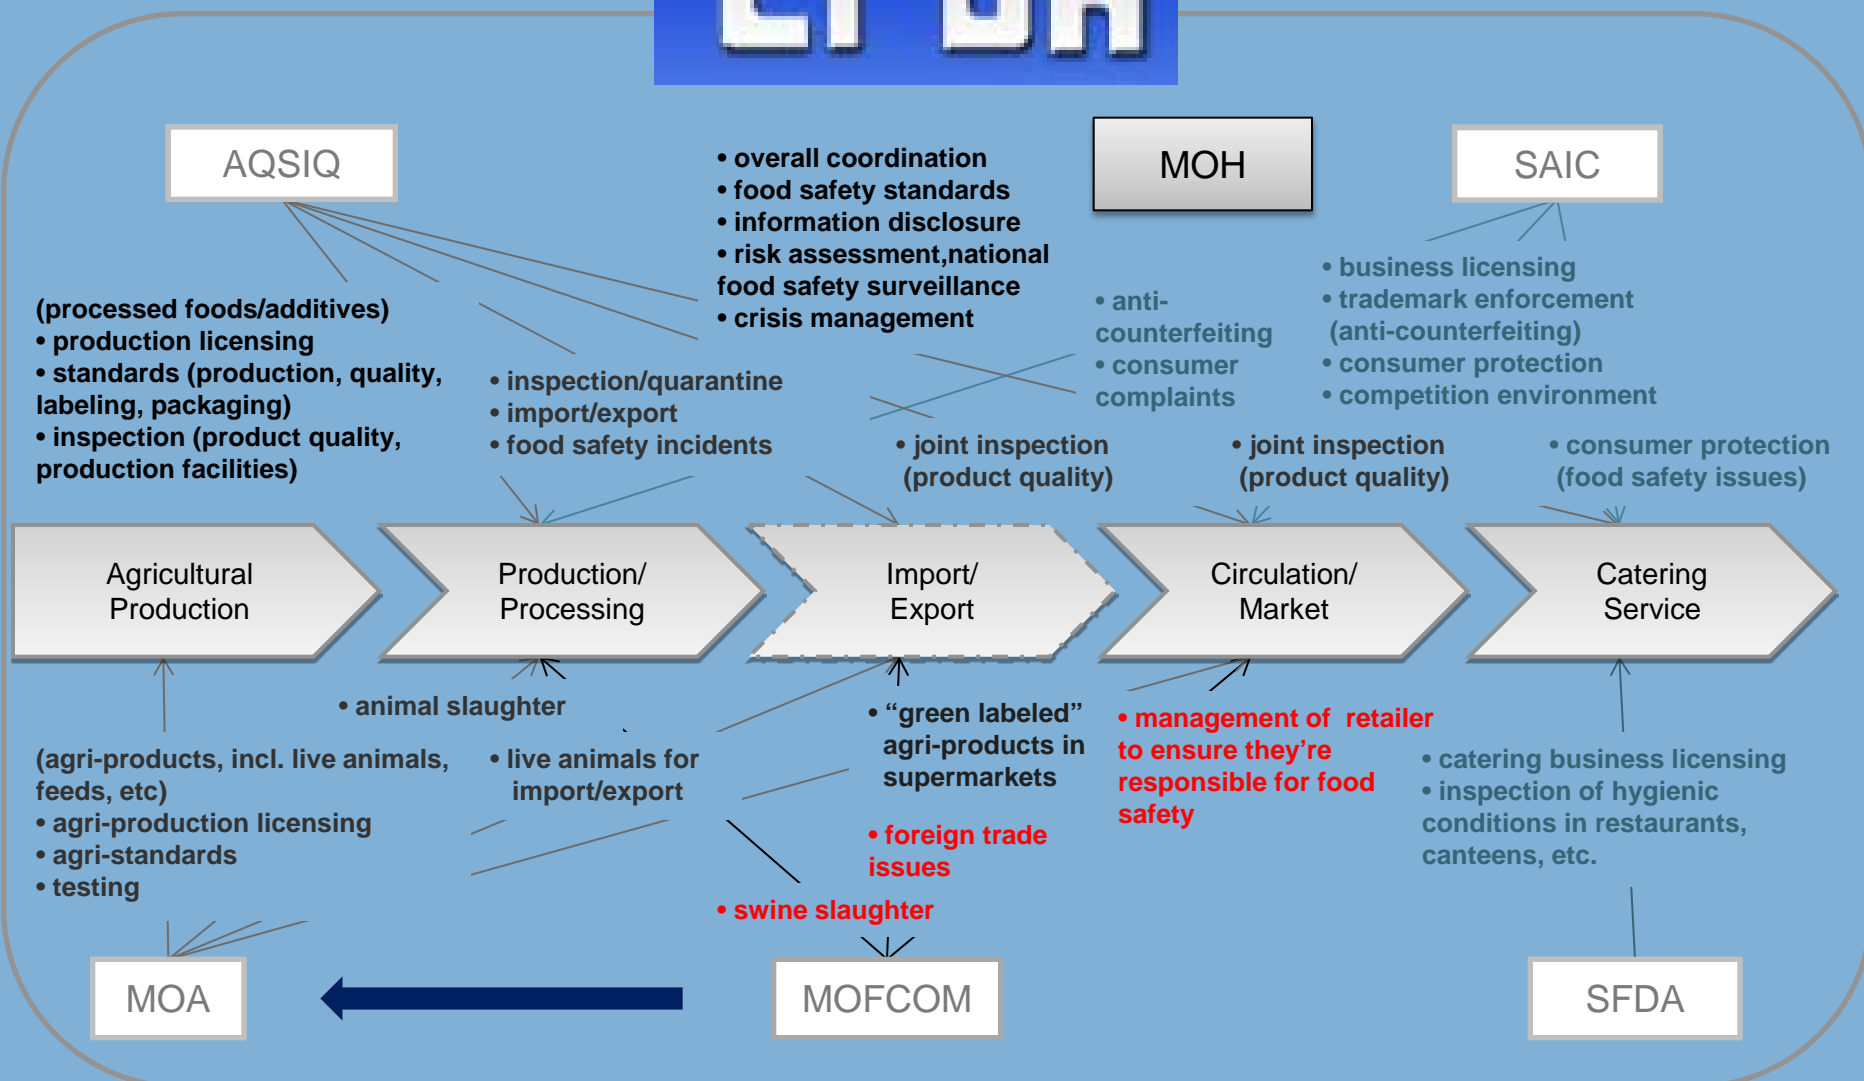 AQSIQ
• overall coordination
• food safety standards
• information disclosure
• risk assessment,national
food safety surveillance
• crisis management
MOH
SAIC
(processed foods/additives)
• production licensing
• standards (production, quality,
labeling, packaging)
• inspection (product quality,
production facilities)
• inspection/quarantine
• import/export
• food safety incidents
• anti-
counterfeiting
• consumer
complaints
• business licensing
• trademark enforcement
(anti-counterfeiting)
• consumer protection
• competition environment
• joint inspection
(product quality)
• joint inspection
(product quality)
• consumer protection
(food safety issues)
Agricultural
Production
Production/
Processing
Import/
Export
Circulation/
Market
Catering
Service
• animal slaughter
(agri-products, incl. live animals,
feeds, etc)
• agri-production licensing
• agri-standards
• testing
• live animals for
import/export
• “green labeled”
agri-products in
supermarkets
• foreign trade
issues
• swine slaughter
• management of  retailer
to ensure they’re
responsible for food
safety
• catering business licensing
• inspection of hygienic
conditions in restaurants,
canteens, etc.
MOA
MOFCOM
SFDA